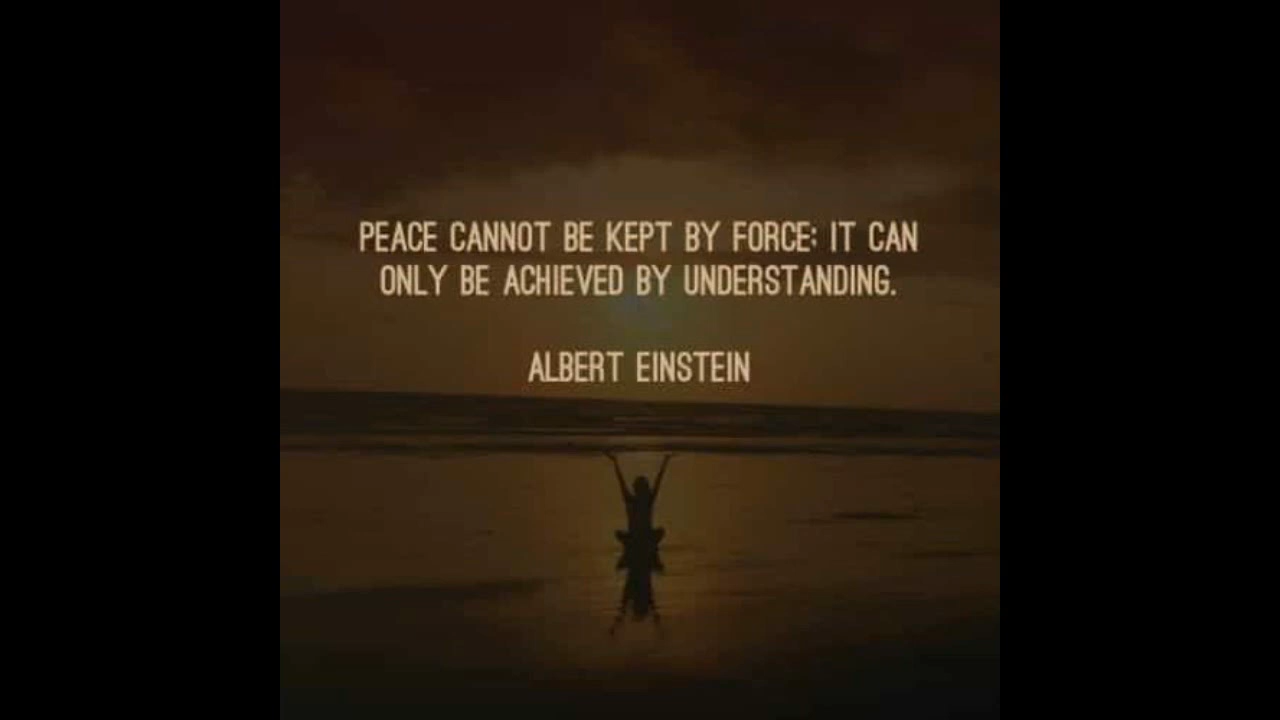 PEACE CANNOT BE KEPT BY FORCE; IT CAN
ONLY BE ACHIEVED BY UNDERSTANDING.
ALBERT EINSTEIN